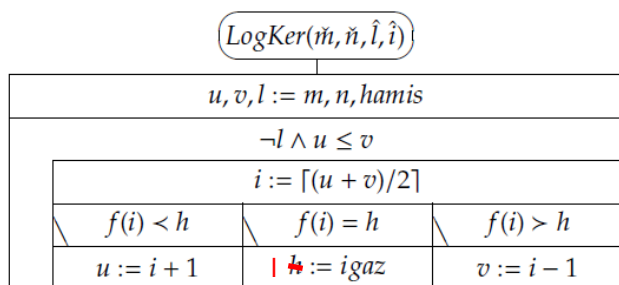 LogKer(m̌, ň, l̂, î)
u, v, l := m, n, hamis
¬l ∧ u ≤ v
i := ⌈(u + v)/2⌉
f(i) < h f(i) = h f(i) > h
u := i + 1 l h := igaz v := i − 1